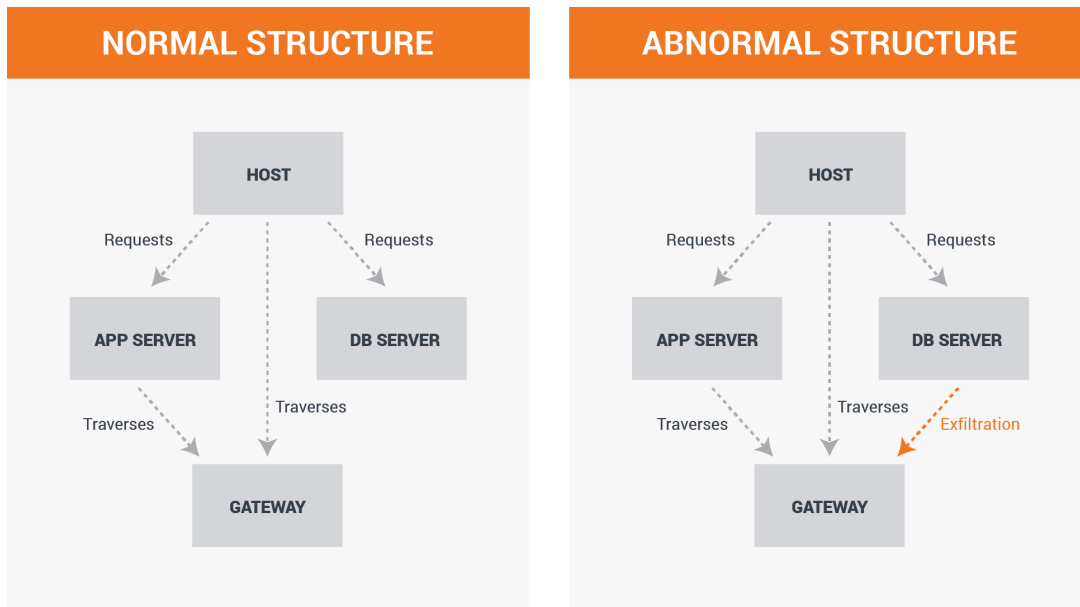 NORMAL STRUCTURE
HOST
Requests
Requests
APP SERVER
DB SERVER
Traverses
Traverses
GATEWAY
ABNORMAL STRUCTURE
HOST
Requests
Requests
APP SERVER
DB SERVER
Traverses
Traverses
Exfiltration
GATEWAY